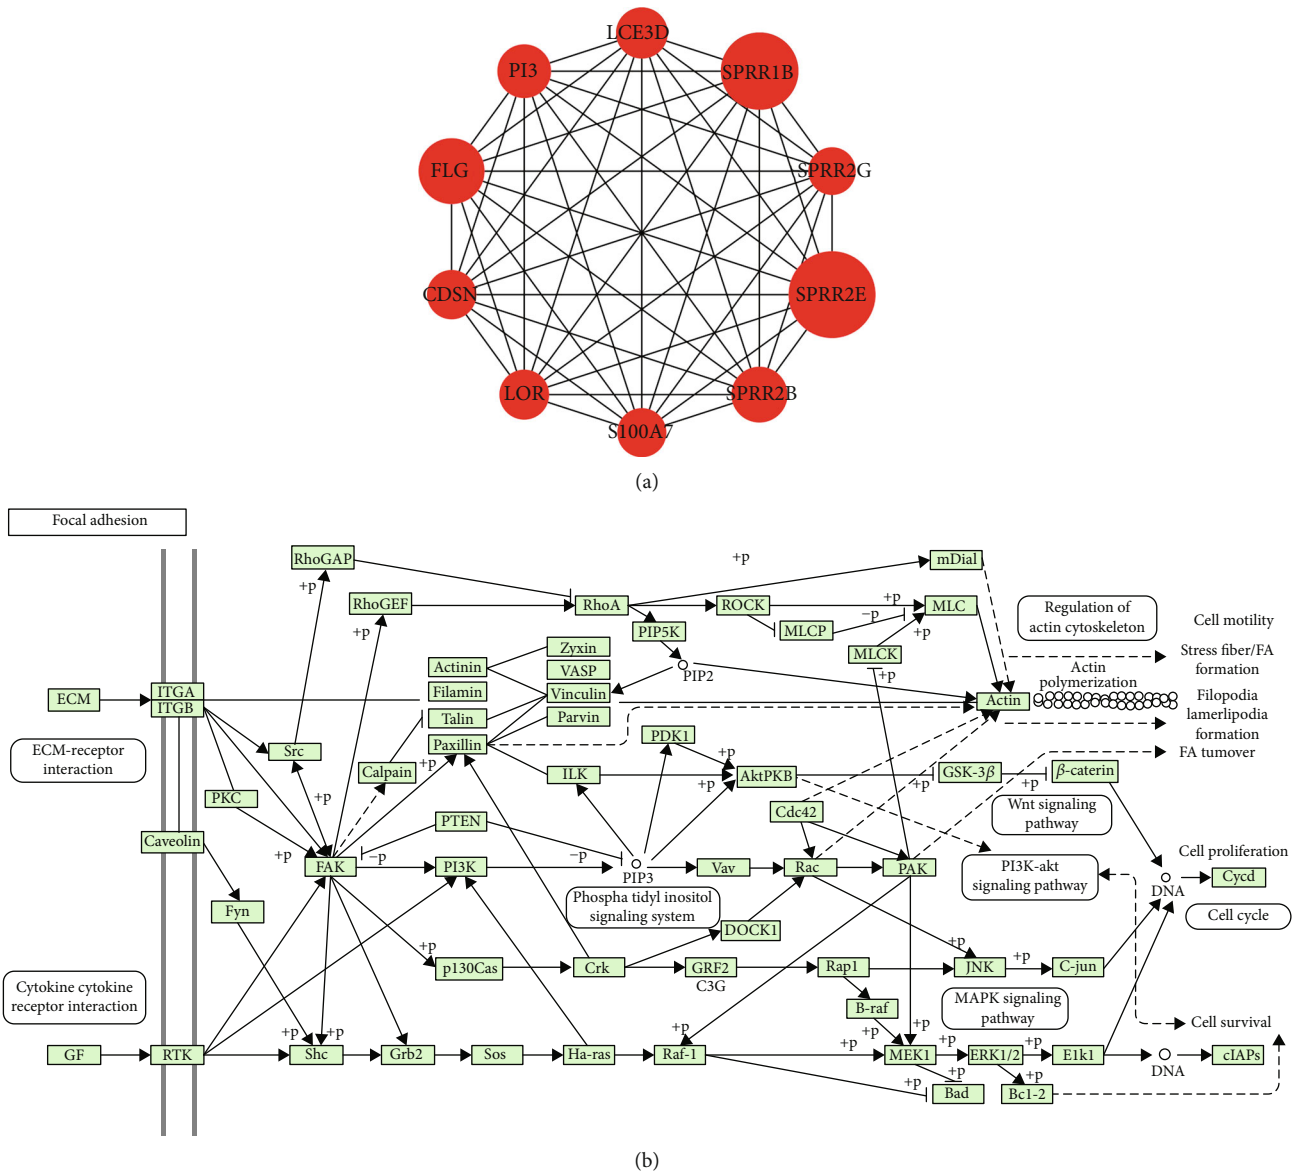 LCE3D
PI3
SPRR1B
FLG
SPRR2G
CDSN
SPRR2E
LOR
SPRR2B
S100A7
(a)
Focal adhesion
RhoGAP
+p
mDial
+p
RhoGEF
RhoA
ROCK
+p
MLC
Regulation of
actin cytoskeleton
Cell motility
+p
PIP5K
MLCP
−p
+p
Zyxin
MLCK
Stress fiber/FA
formation
Actinin
VASP
PIP2
+p
Actin
polymerization
ECM
ITGA
ITGB
Filamin
Vinculin
Actin
Filopodia
lamerlipodia
formation
Talin
Parvin
ECM-receptor
interaction
Src
Paxillin
PDK1
FA tumover
Calpain
+p
+p
ILK
+p
AktPKB
GSK-3β
β-caterin
+p
+p
PKC
PTEN
Cdc42
Wnt signaling
pathway
Caveolin
+p
FAK
−p
PI3K
−p
PIP3
Vav
Rac
PAK
PI3K-akt
signaling pathway
Cell proliferation
DNA
Cycd
Fyn
Phospha tidyl inositol
signaling system
DOCK1
Cell cycle
+p
p130Cas
Crk
GRF2
C3G
Rap1
+p
JNK
+p
C-jun
Cytokine cytokine
receptor interaction
B-raf
MAPK signaling
pathway
Cell survival
+p
+p
+p
+p
+p
+p
+p
GF
RTK
Shc
Grb2
Sos
Ha-ras
Raf-1
MEK1
ERK1/2
E1k1
DNA
cIAPs
+p
+p
+p
Bad
Bc1-2
(b)